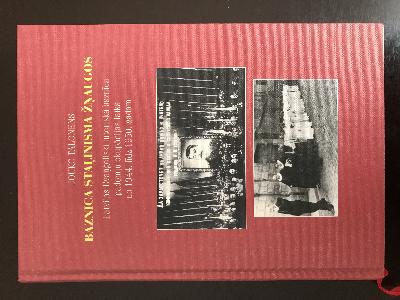 JOUKO TALONENS
BAZNĪCA STAĻINISMA ŽŅAUGOS
Latvijas Evaņģēliski luteriskā baznīca
padomju okupācijas laikā
no 1944. līdz 1950. gadam